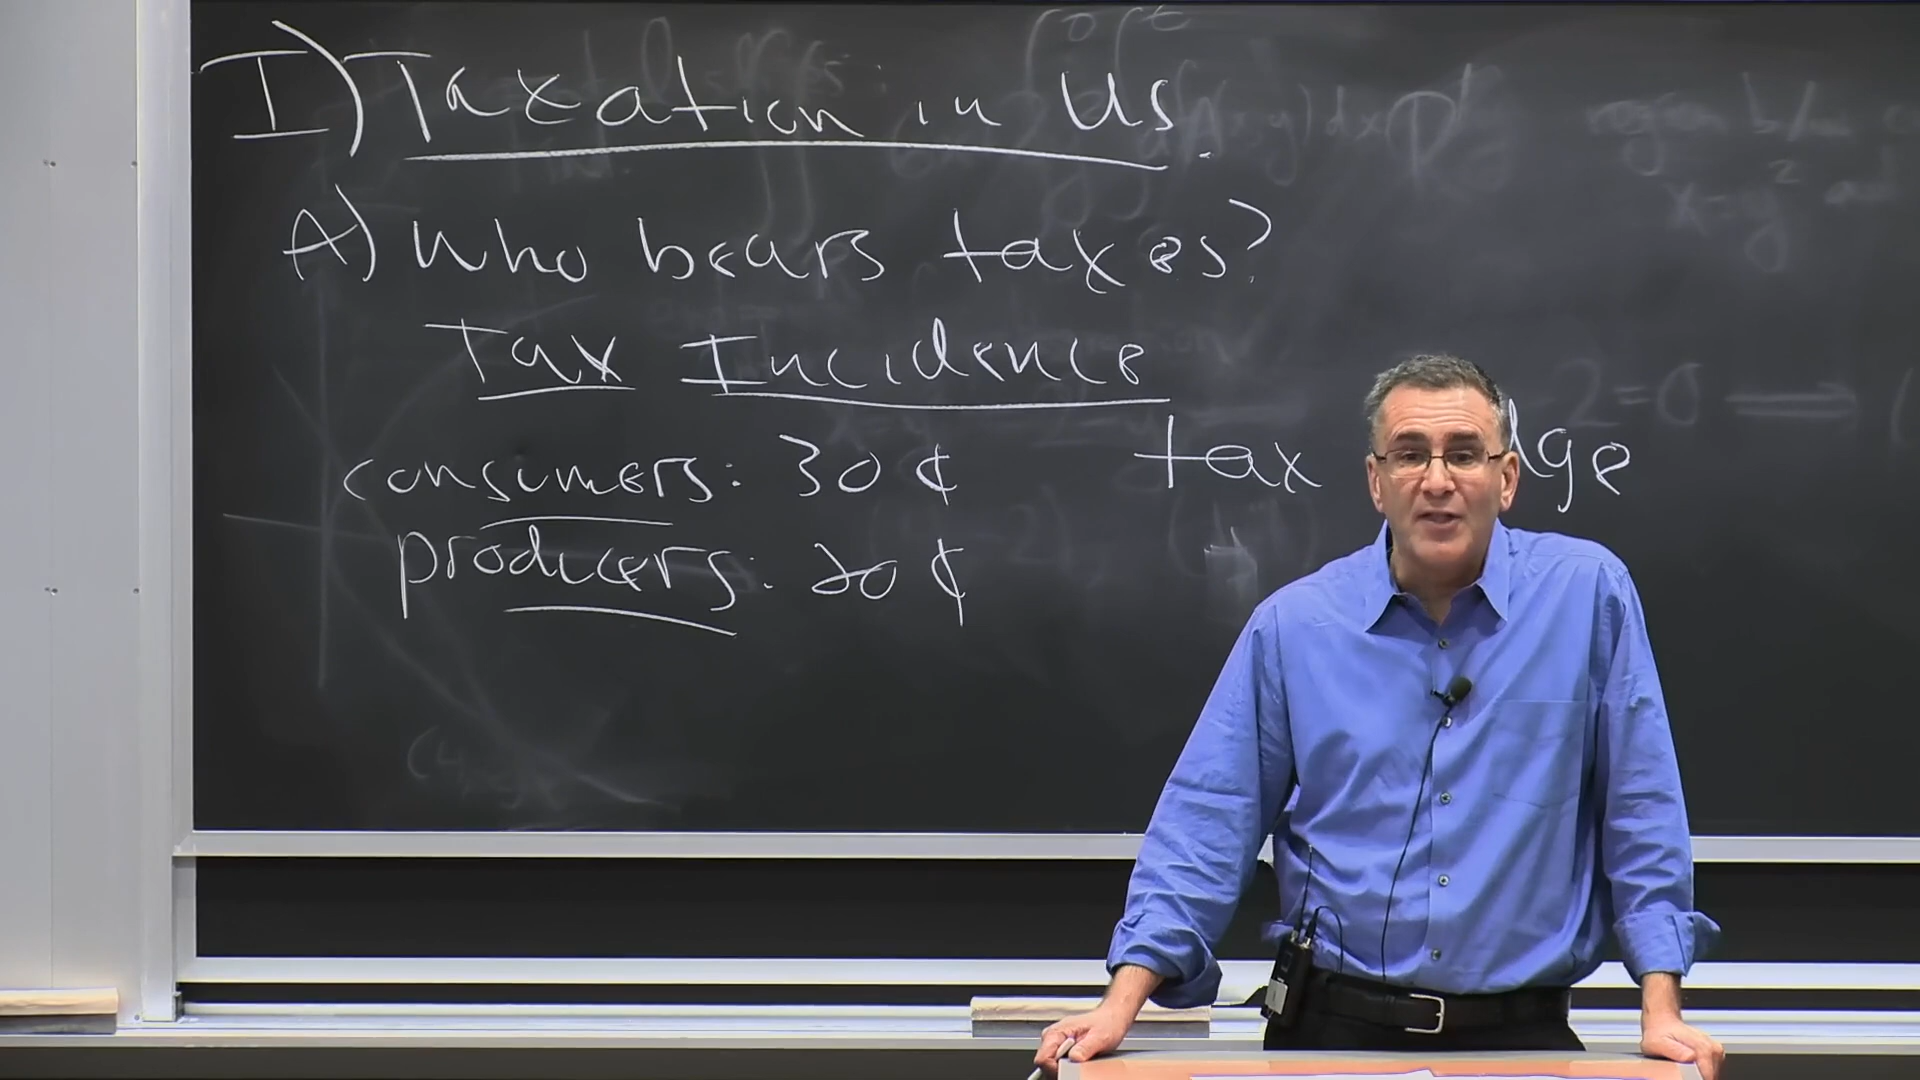 I) Taxation in US
A) Who bears taxes?
Tax Incidence
consumers: 30 ¢
tax
producers: 20 ¢